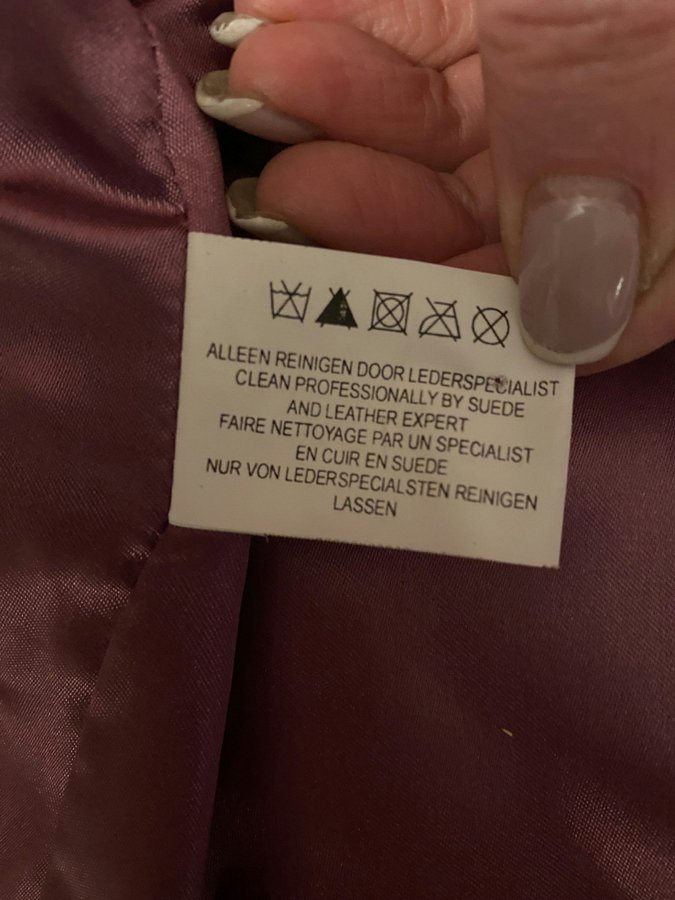 ALLEEN REINIGEN DOOR LEDERSPECIALIST
CLEAN PROFESSIONALLY BY SUEDE
AND LEATHER EXPERT
FAIRE NETTOYAGE PAR UN SPECIALIST
EN CUIR EN SUEDE
NUR VON LEDERSPECIALSTEN REINIGEN
LASSEN